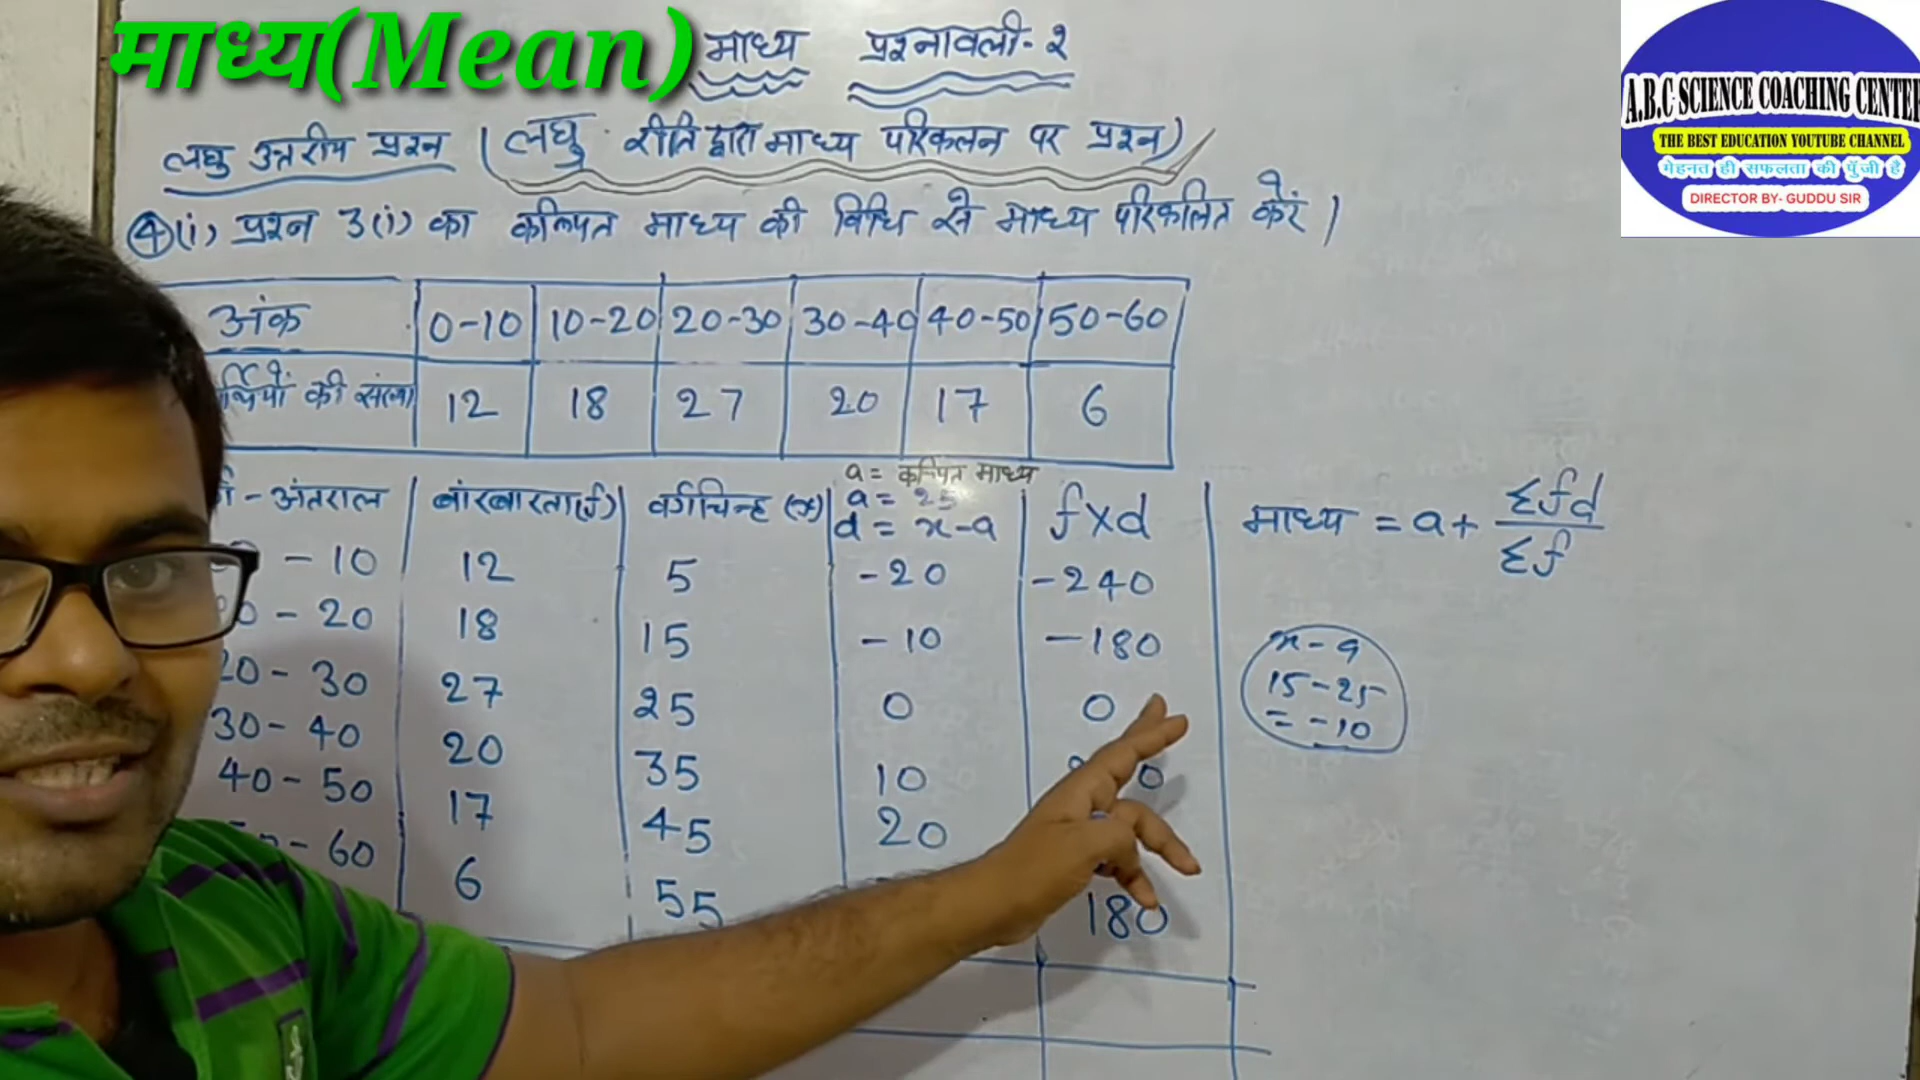 माध्य(Mean)
माध्य प्रश्नावली-२
लघु उत्तरीय प्रश्न (लघु रीति द्वारा माध्य परिकलन पर प्रश्न)
④(i) प्रश्न 3(i) का कल्पित माध्य की विधि से माध्य परिकलित करें।
अंक 0-10 10-20 20-30 30-40 40-50 50-60
की संख्या 12 18 27 20 17 6
a = कल्पित माध्य
a = 25
- अंतराल बारंबारता(f) वर्गचिन्ह (x) d = x-a f×d
- 10 12 5 -20 -240
- 20 18 15 -10 -180
20-30 27 25 0 0
30-40 20 35 10
40-50 17 45 20
- 60 6 55 180
माध्य = a + Σfd
Σf
x-a
15-25
= -10
A.B.C SCIENCE COACHING CENTER
THE BEST EDUCATION YOUTUBE CHANNEL
मेहनत ही सफलता की पूँजी है
DIRECTOR BY- GUDDU SIR